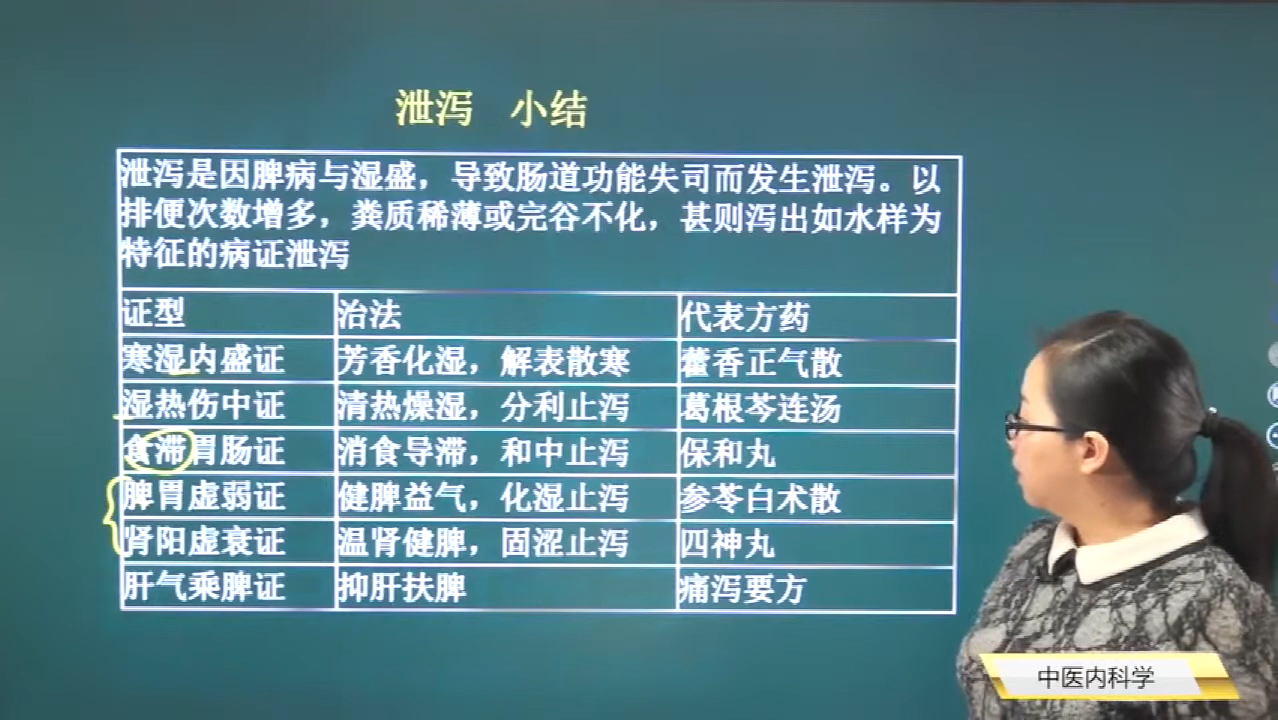 泄泻 小结
泄泻是因脾病与湿盛，导致肠道功能失司而发生泄泻。以
排便次数增多，粪质稀薄或完谷不化，甚则泻出如水样为
特征的病证泄泻
证型 治法 代表方药
寒湿内盛证 芳香化湿，解表散寒 藿香正气散
湿热伤中证 清热燥湿，分利止泻 葛根芩连汤
食滞胃肠证 消食导滞，和中止泻 保和丸
脾胃虚弱证 健脾益气，化湿止泻 参苓白术散
肾阳虚衰证 温肾健脾，固涩止泻 四神丸
肝气乘脾证 抑肝扶脾 痛泻要方
中医内科学